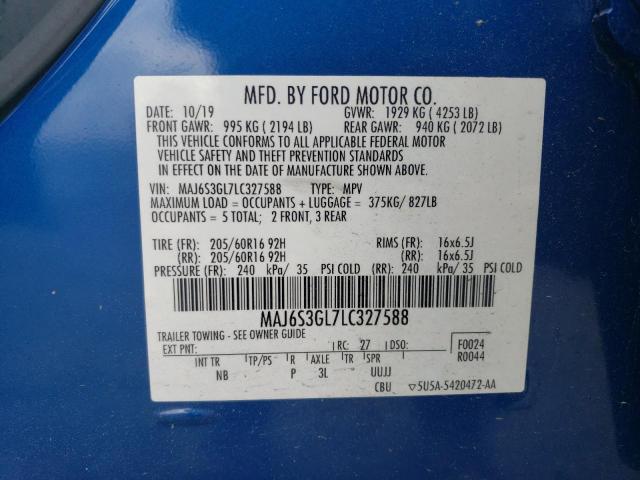 MFD. BY FORD MOTOR CO.
DATE: 10/19 GVWR: 1929 KG ( 4253 LB)
FRONT GAWR: 995 KG ( 2194 LB) REAR GAWR: 940 KG ( 2072 LB)
THIS VEHICLE CONFORMS TO ALL APPLICABLE FEDERAL MOTOR
VEHICLE SAFETY AND THEFT PREVENTION STANDARDS
IN EFFECT ON THE DATE OF MANUFACTURE SHOWN ABOVE.
VIN: MAJ6S3GL7LC327588 TYPE: MPV
MAXIMUM LOAD = OCCUPANTS + LUGGAGE = 375KG/ 827LB
OCCUPANTS = 5 TOTAL; 2 FRONT, 3 REAR
TIRE (FR): 205/60R16 92H RIMS (FR): 16x6.5J
(RR): 205/60R16 92H (RR): 16x6.5J
PRESSURE (FR): 240 kPa/ 35 PSI COLD (RR): 240 kPa/ 35 PSI COLD
MAJ6S3GL7LC327588
TRAILER TOWING - SEE OWNER GUIDE
EXT PNT: RC: 27 DSO: F0024
INT TR TP/PS R AXLE TR SPR R0044
NB P 3L UUJJ
CBU ▽5U5A-5420472-AA